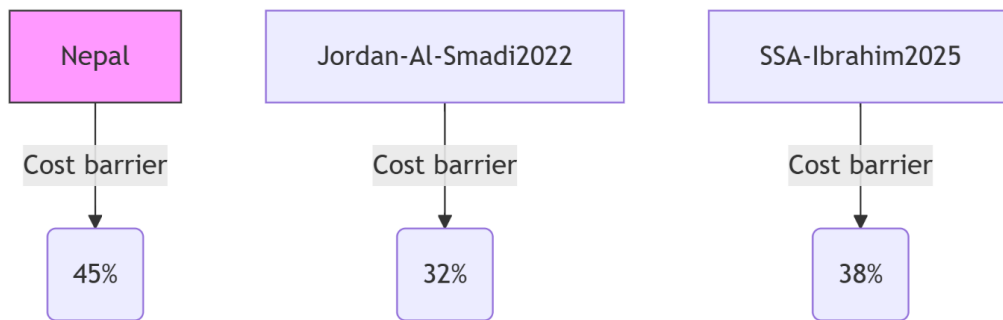 Nepal
Jordan-Al-Smadi2022
SSA-Ibrahim2025
Cost barrier
Cost barrier
Cost barrier
45%
32%
38%